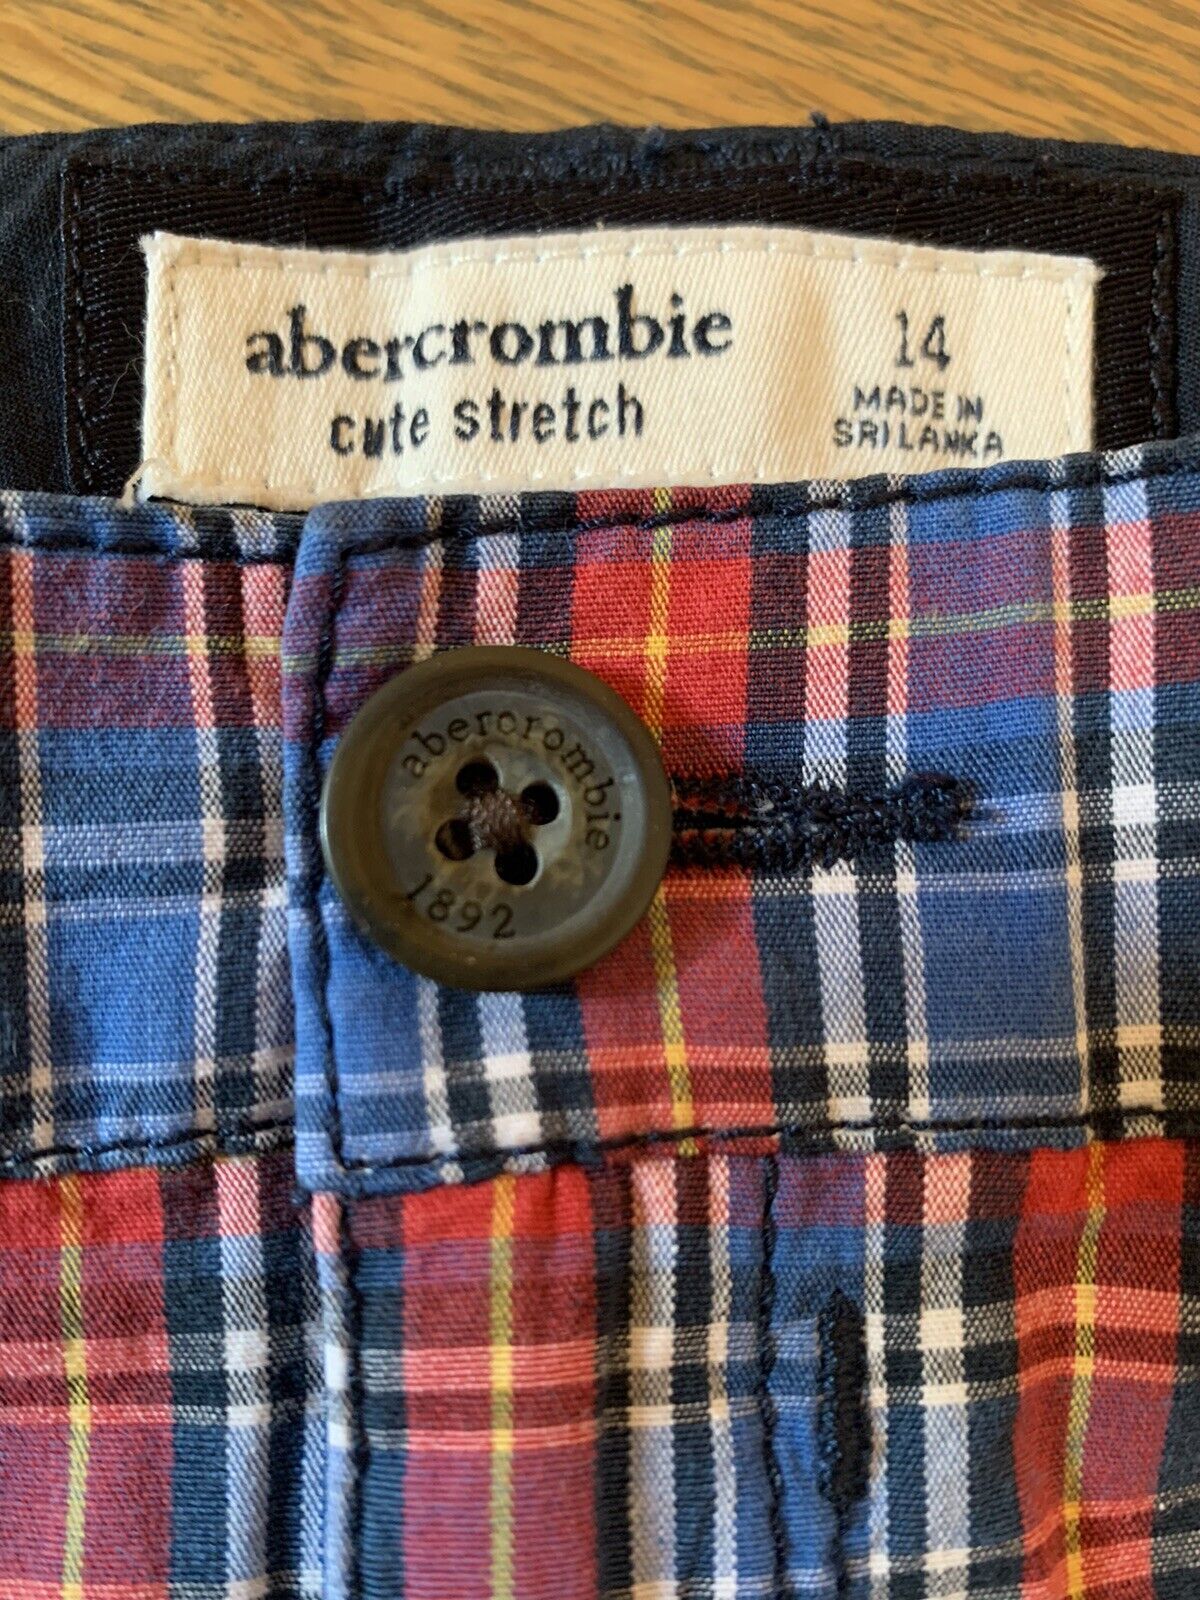 abercrombie
cute stretch
14
MADE IN
SRI LANKA
abercrombie
1892